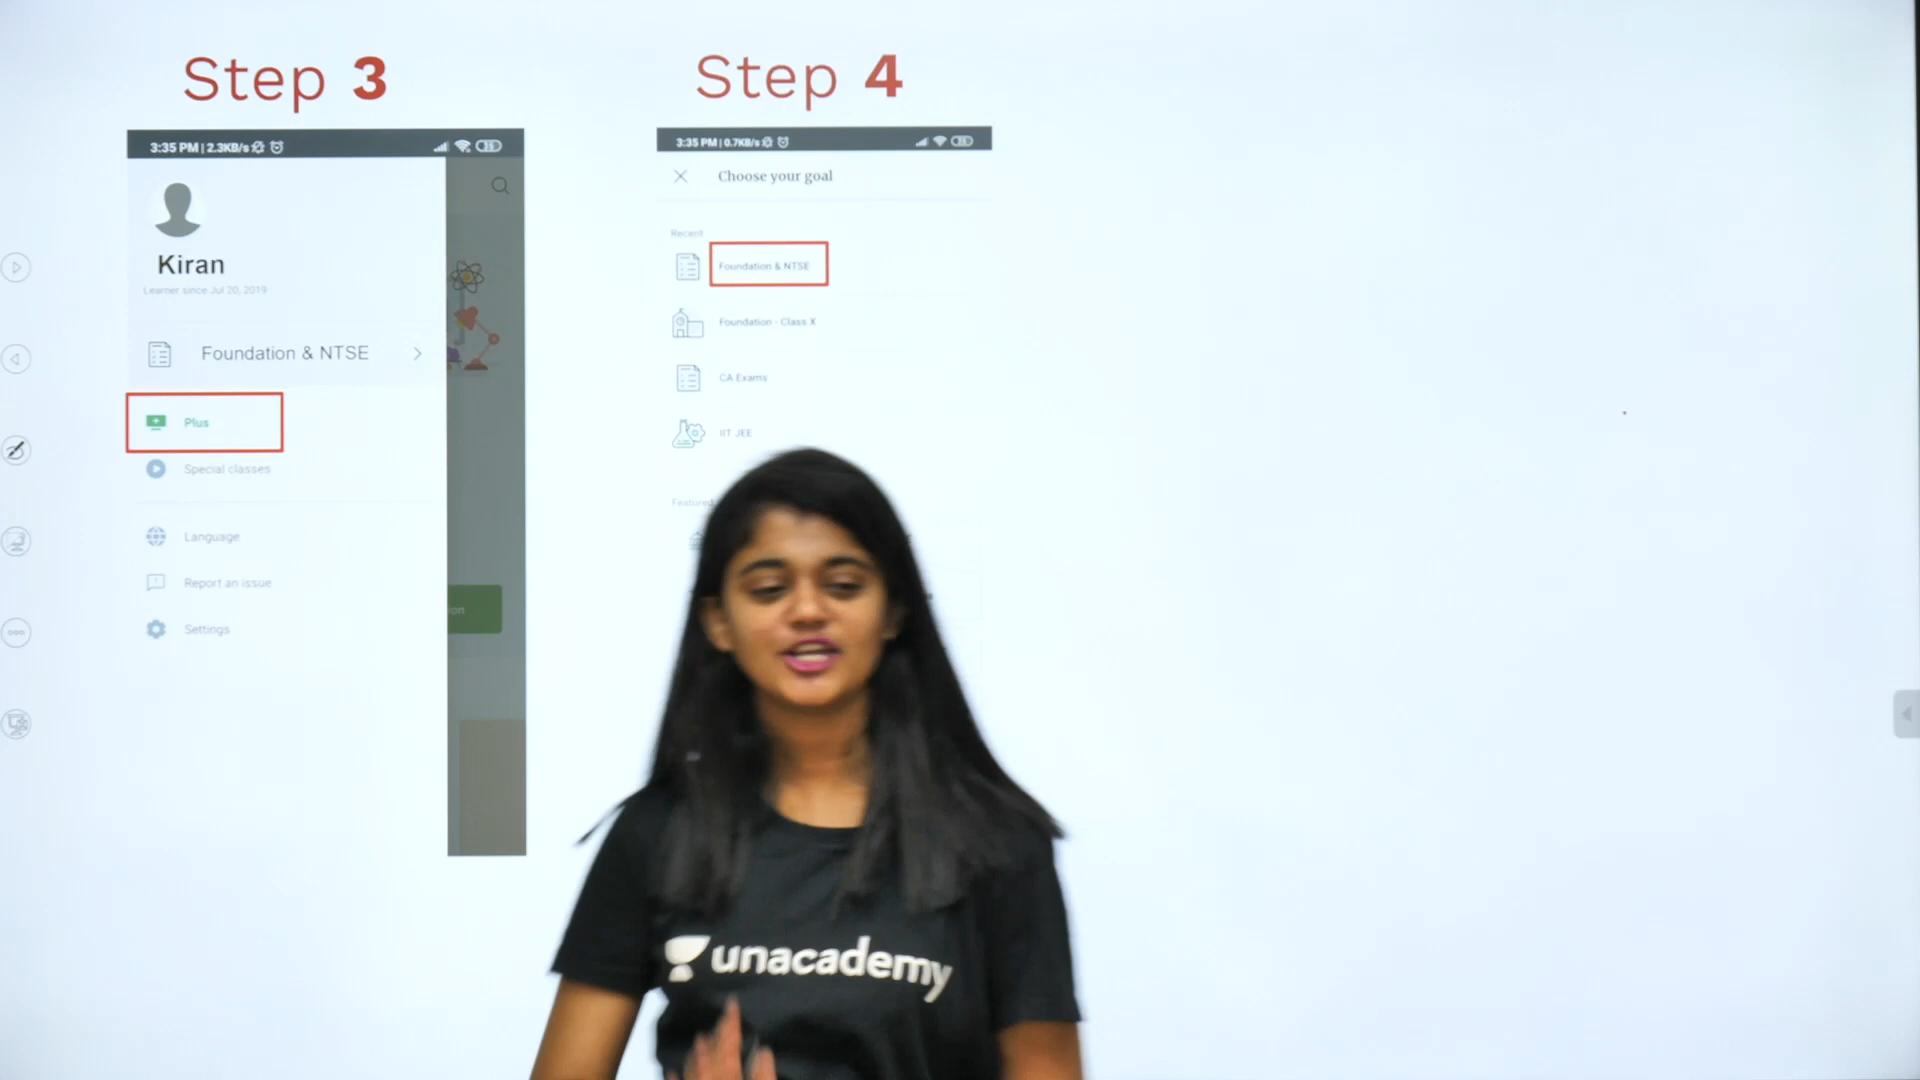 Step 3
3:35 PM | 2.3KB/s
Kiran
Learner since Jul 20, 2019
Foundation & NTSE
Plus
Special classes
Language
Report an issue
Settings
Step 4
3:35 PM | 0.7KB/s
Choose your goal
Recent
Foundation & NTSE
Foundation - Class X
CA Exams
IIT JEE
Featured
unacademy